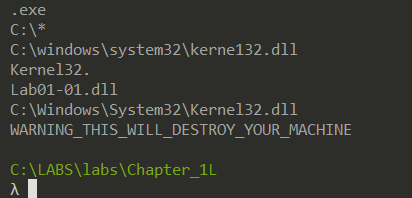 .exe
C:\*
C:\windows\system32\kerne132.dll
Kernel32.
Lab01-01.dll
C:\Windows\System32\Kernel32.dll
WARNING_THIS_WILL_DESTROY_YOUR_MACHINE
C:\LABS\labs\Chapter_1L
λ